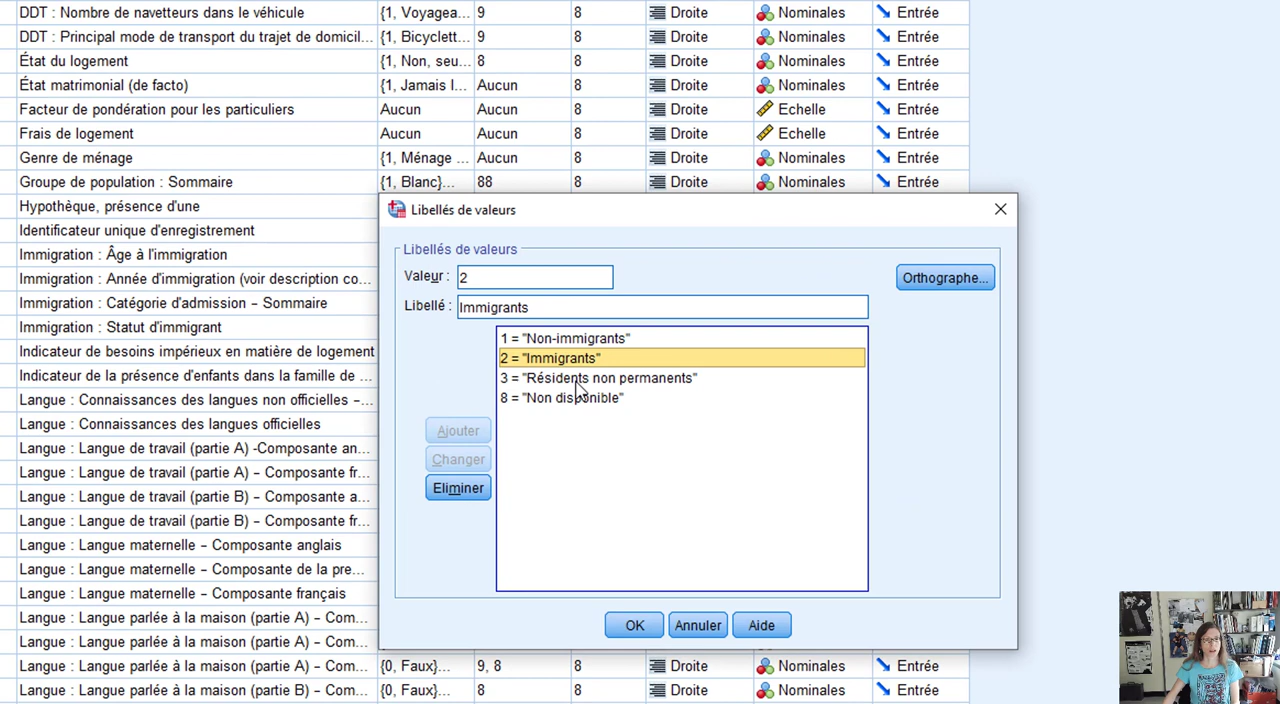 DDT : Nombre de navetteurs dans le véhicule {1, Voyagea... 9 8 Droite Nominales Entrée
DDT : Principal mode de transport du trajet de domicil... {1, Bicyclett... 9 8 Droite Nominales Entrée
État du logement {1, Non, seu... 8 8 Droite Nominales Entrée
État matrimonial (de facto) {1, Jamais l... Aucun 8 Droite Nominales Entrée
Facteur de pondération pour les particuliers Aucun Aucun 8 Droite Echelle Entrée
Frais de logement Aucun Aucun 8 Droite Echelle Entrée
Genre de ménage {1, Ménage ... Aucun 8 Droite Nominales Entrée
Groupe de population : Sommaire {1, Blanc}... 88 8 Droite Nominales Entrée
Hypothèque, présence d'une
Identificateur unique d'enregistrement
Immigration : Âge à l'immigration
Immigration : Année d'immigration (voir description co...
Immigration : Catégorie d'admission – Sommaire
Immigration : Statut d'immigrant
Indicateur de besoins impérieux en matière de logement
Indicateur de la présence d'enfants dans la famille de ...
Langue : Connaissances des langues non officielles –...
Langue : Connaissances des langues officielles
Langue : Langue de travail (partie A) -Composante an...
Langue : Langue de travail (partie A) – Composante fr...
Langue : Langue de travail (partie B) – Composante a...
Langue : Langue de travail (partie B) – Composante fr...
Langue : Langue maternelle – Composante anglais
Langue : Langue maternelle – Composante de la pre...
Langue : Langue maternelle – Composante français
Langue : Langue parlée à la maison (partie A) – Com...
Langue : Langue parlée à la maison (partie A) – Com...
Langue : Langue parlée à la maison (partie A) – Com... {0, Faux}... 9, 8 8 Droite Nominales Entrée
Langue : Langue parlée à la maison (partie B) – Com... {0, Faux}... 8 8 Droite Nominales Entrée
Libellés de valeurs
Libellés de valeurs
Valeur : 2
Orthographe...
Libellé : Immigrants
1 = "Non-immigrants"
2 = "Immigrants"
3 = "Résidents non permanents"
8 = "Non disponible"
Ajouter
Changer
Eliminer
OK Annuler Aide